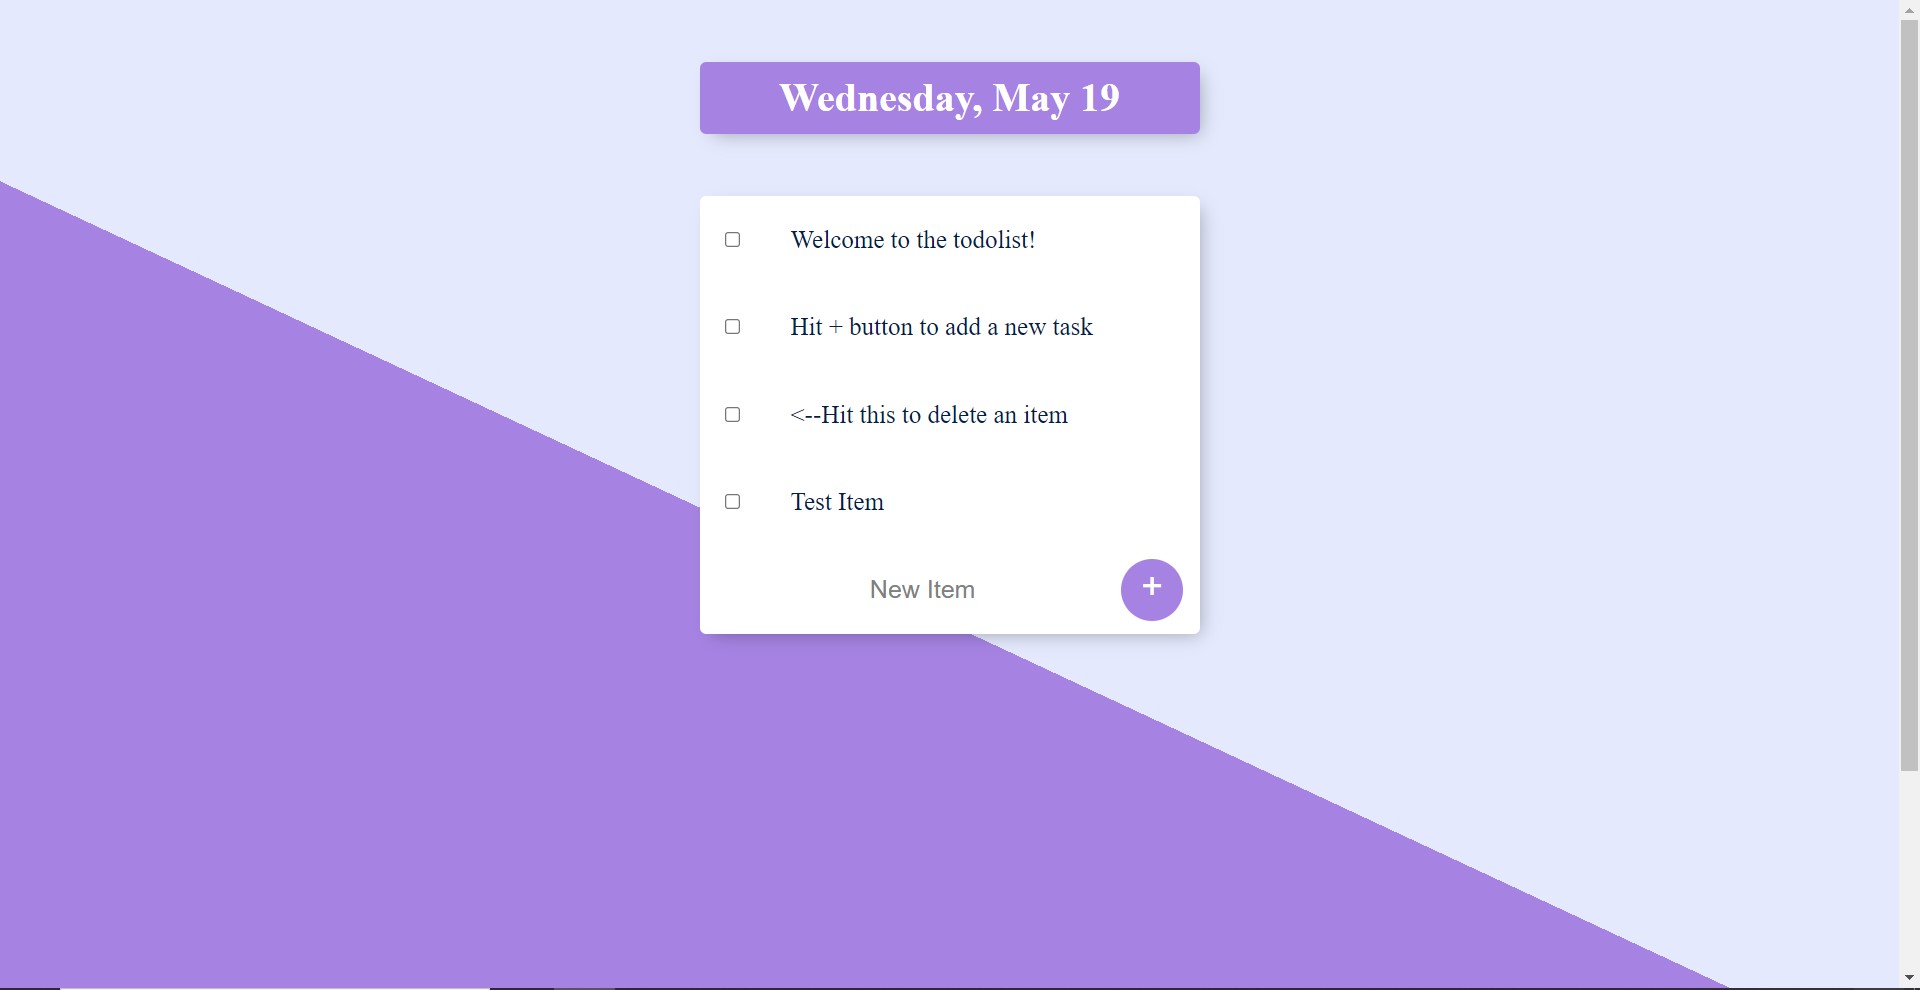 Wednesday, May 19
Welcome to the todolist!
Hit + button to add a new task
<--Hit this to delete an item
Test Item
New Item +